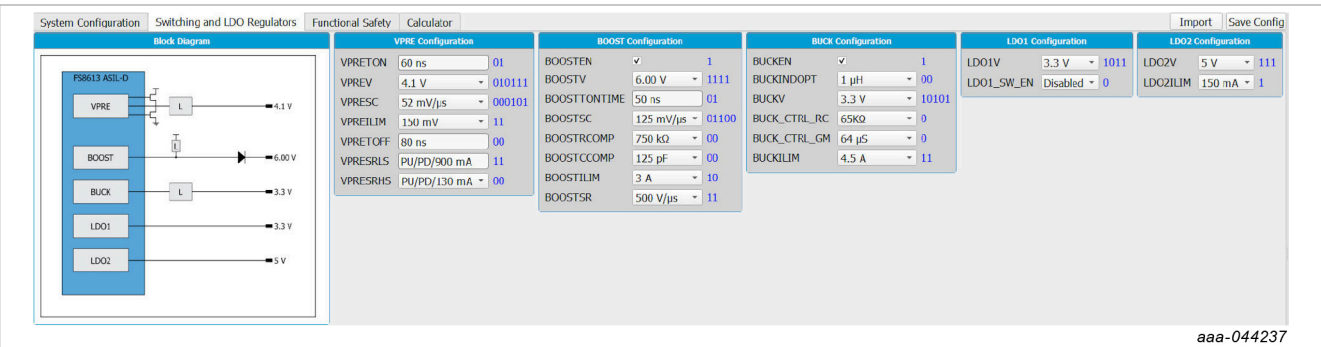 System Configuration Switching and LDO Regulators Functional Safety Calculator Import Save Config
Block Diagram
FS8613 ASIL-D
VPRE L 4.1 V
L
BOOST 6.00 V
BUCK L 3.3 V
LDO1 3.3 V
LDO2 5 V
VPRE Configuration
VPRETON 60 ns 01
VPREV 4.1 V 010111
VPRESC 52 mV/µs 000101
VPREILIM 150 mV 11
VPRETOFF 80 ns 00
VPRESRLS PU/PD/900 mA 11
VPRESRHS PU/PD/130 mA 00
BOOST Configuration
BOOSTEN 1
BOOSTV 6.00 V 1111
BOOSTTONTIME 50 ns 01
BOOSTSC 125 mV/µs 01100
BOOSTRCOMP 750 kΩ 00
BOOSTCCOMP 125 pF 00
BOOSTILIM 3 A 10
BOOSTSR 500 V/µs 11
BUCK Configuration
BUCKEN 1
BUCKINDOPT 1 µH 00
BUCKV 3.3 V 10101
BUCK_CTRL_RC 65KΩ 0
BUCK_CTRL_GM 64 µS 0
BUCKILIM 4.5 A 11
LDO1 Configuration
LDO1V 3.3 V 1011
LDO1_SW_EN Disabled 0
LDO2 Configuration
LDO2V 5 V 111
LDO2ILIM 150 mA 1
aaa-044237